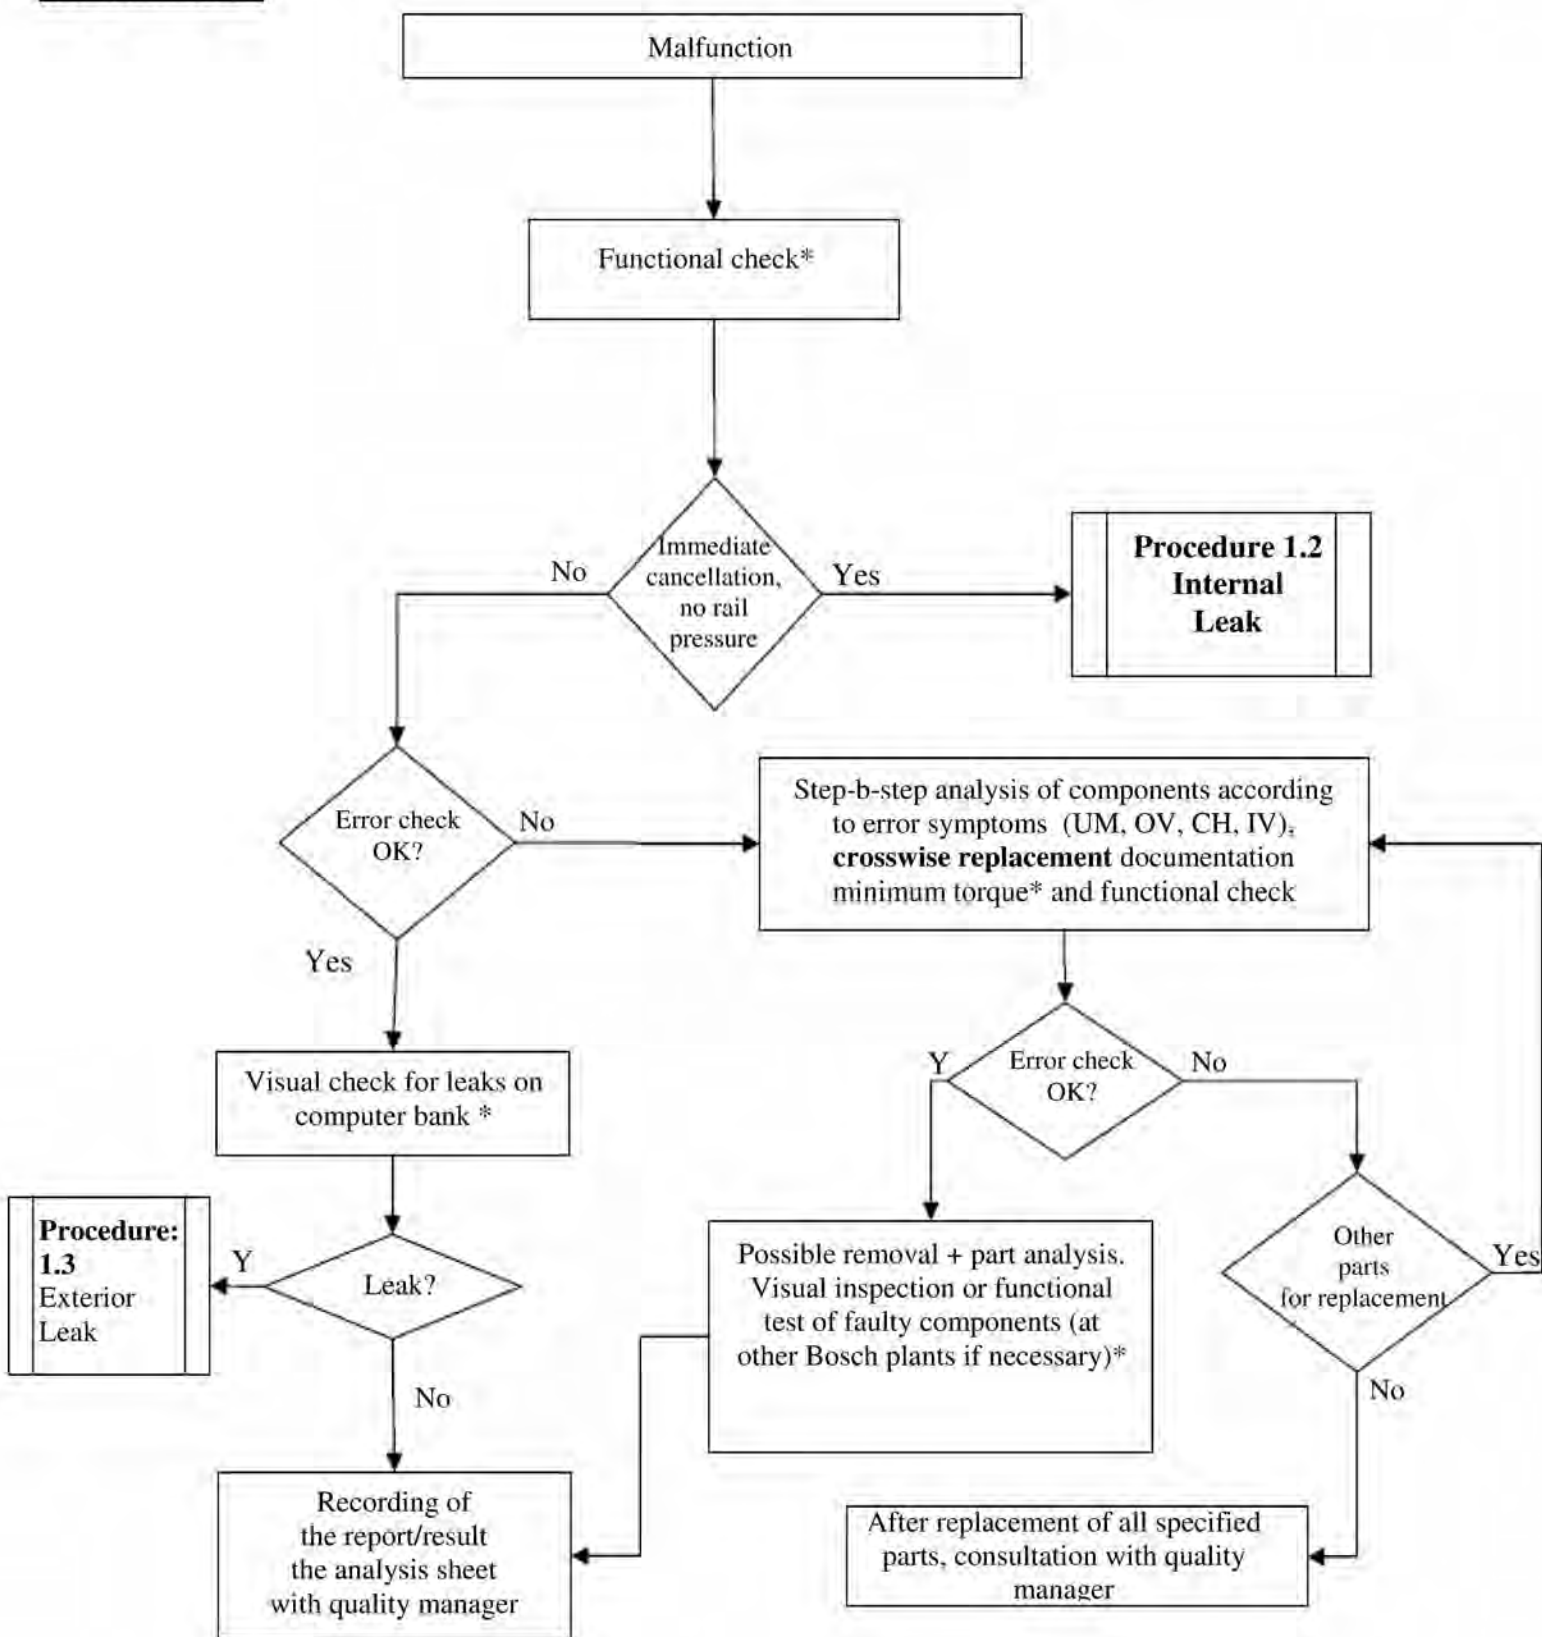 Malfunction
Functional check*
Immediate
cancellation,
no rail
pressure
No
Yes
Procedure 1.2
Internal
Leak
Error check
OK?
No
Yes
Step-b-step analysis of components according
to error symptoms (UM, OV, CH, IV),
crosswise replacement documentation
minimum torque* and functional check
Visual check for leaks on
computer bank *
Y
Error check
OK?
No
Procedure:
1.3
Exterior
Leak
Y
Leak?
No
Possible removal + part analysis.
Visual inspection or functional
test of faulty components (at
other Bosch plants if necessary)*
Other
parts
for replacement
Yes
No
Recording of
the report/result
the analysis sheet
with quality manager
After replacement of all specified
parts, consultation with quality
manager